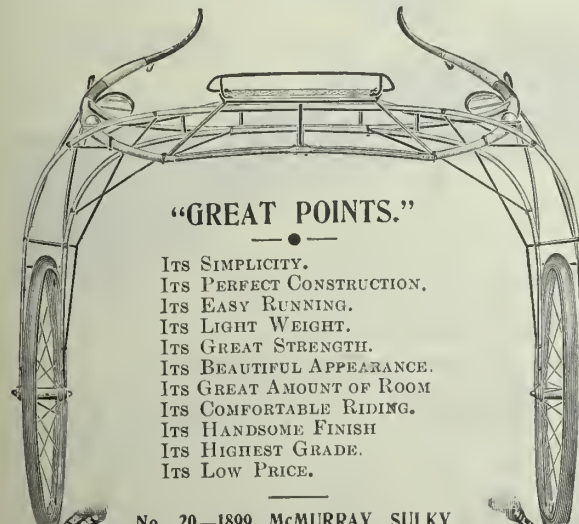 “GREAT POINTS.”
ITS SIMPLICITY.
ITS PERFECT CONSTRUCTION.
ITS EASY RUNNING.
ITS LIGHT WEIGHT.
ITS GREAT STRENGTH.
ITS BEAUTIFUL APPEARANCE.
ITS GREAT AMOUNT OF ROOM
ITS COMFORTABLE RIDING.
ITS HANDSOME FINISH
ITS HIGHEST GRADE.
ITS LOW PRICE.
No. 20—1899 McMURRAY SULKY